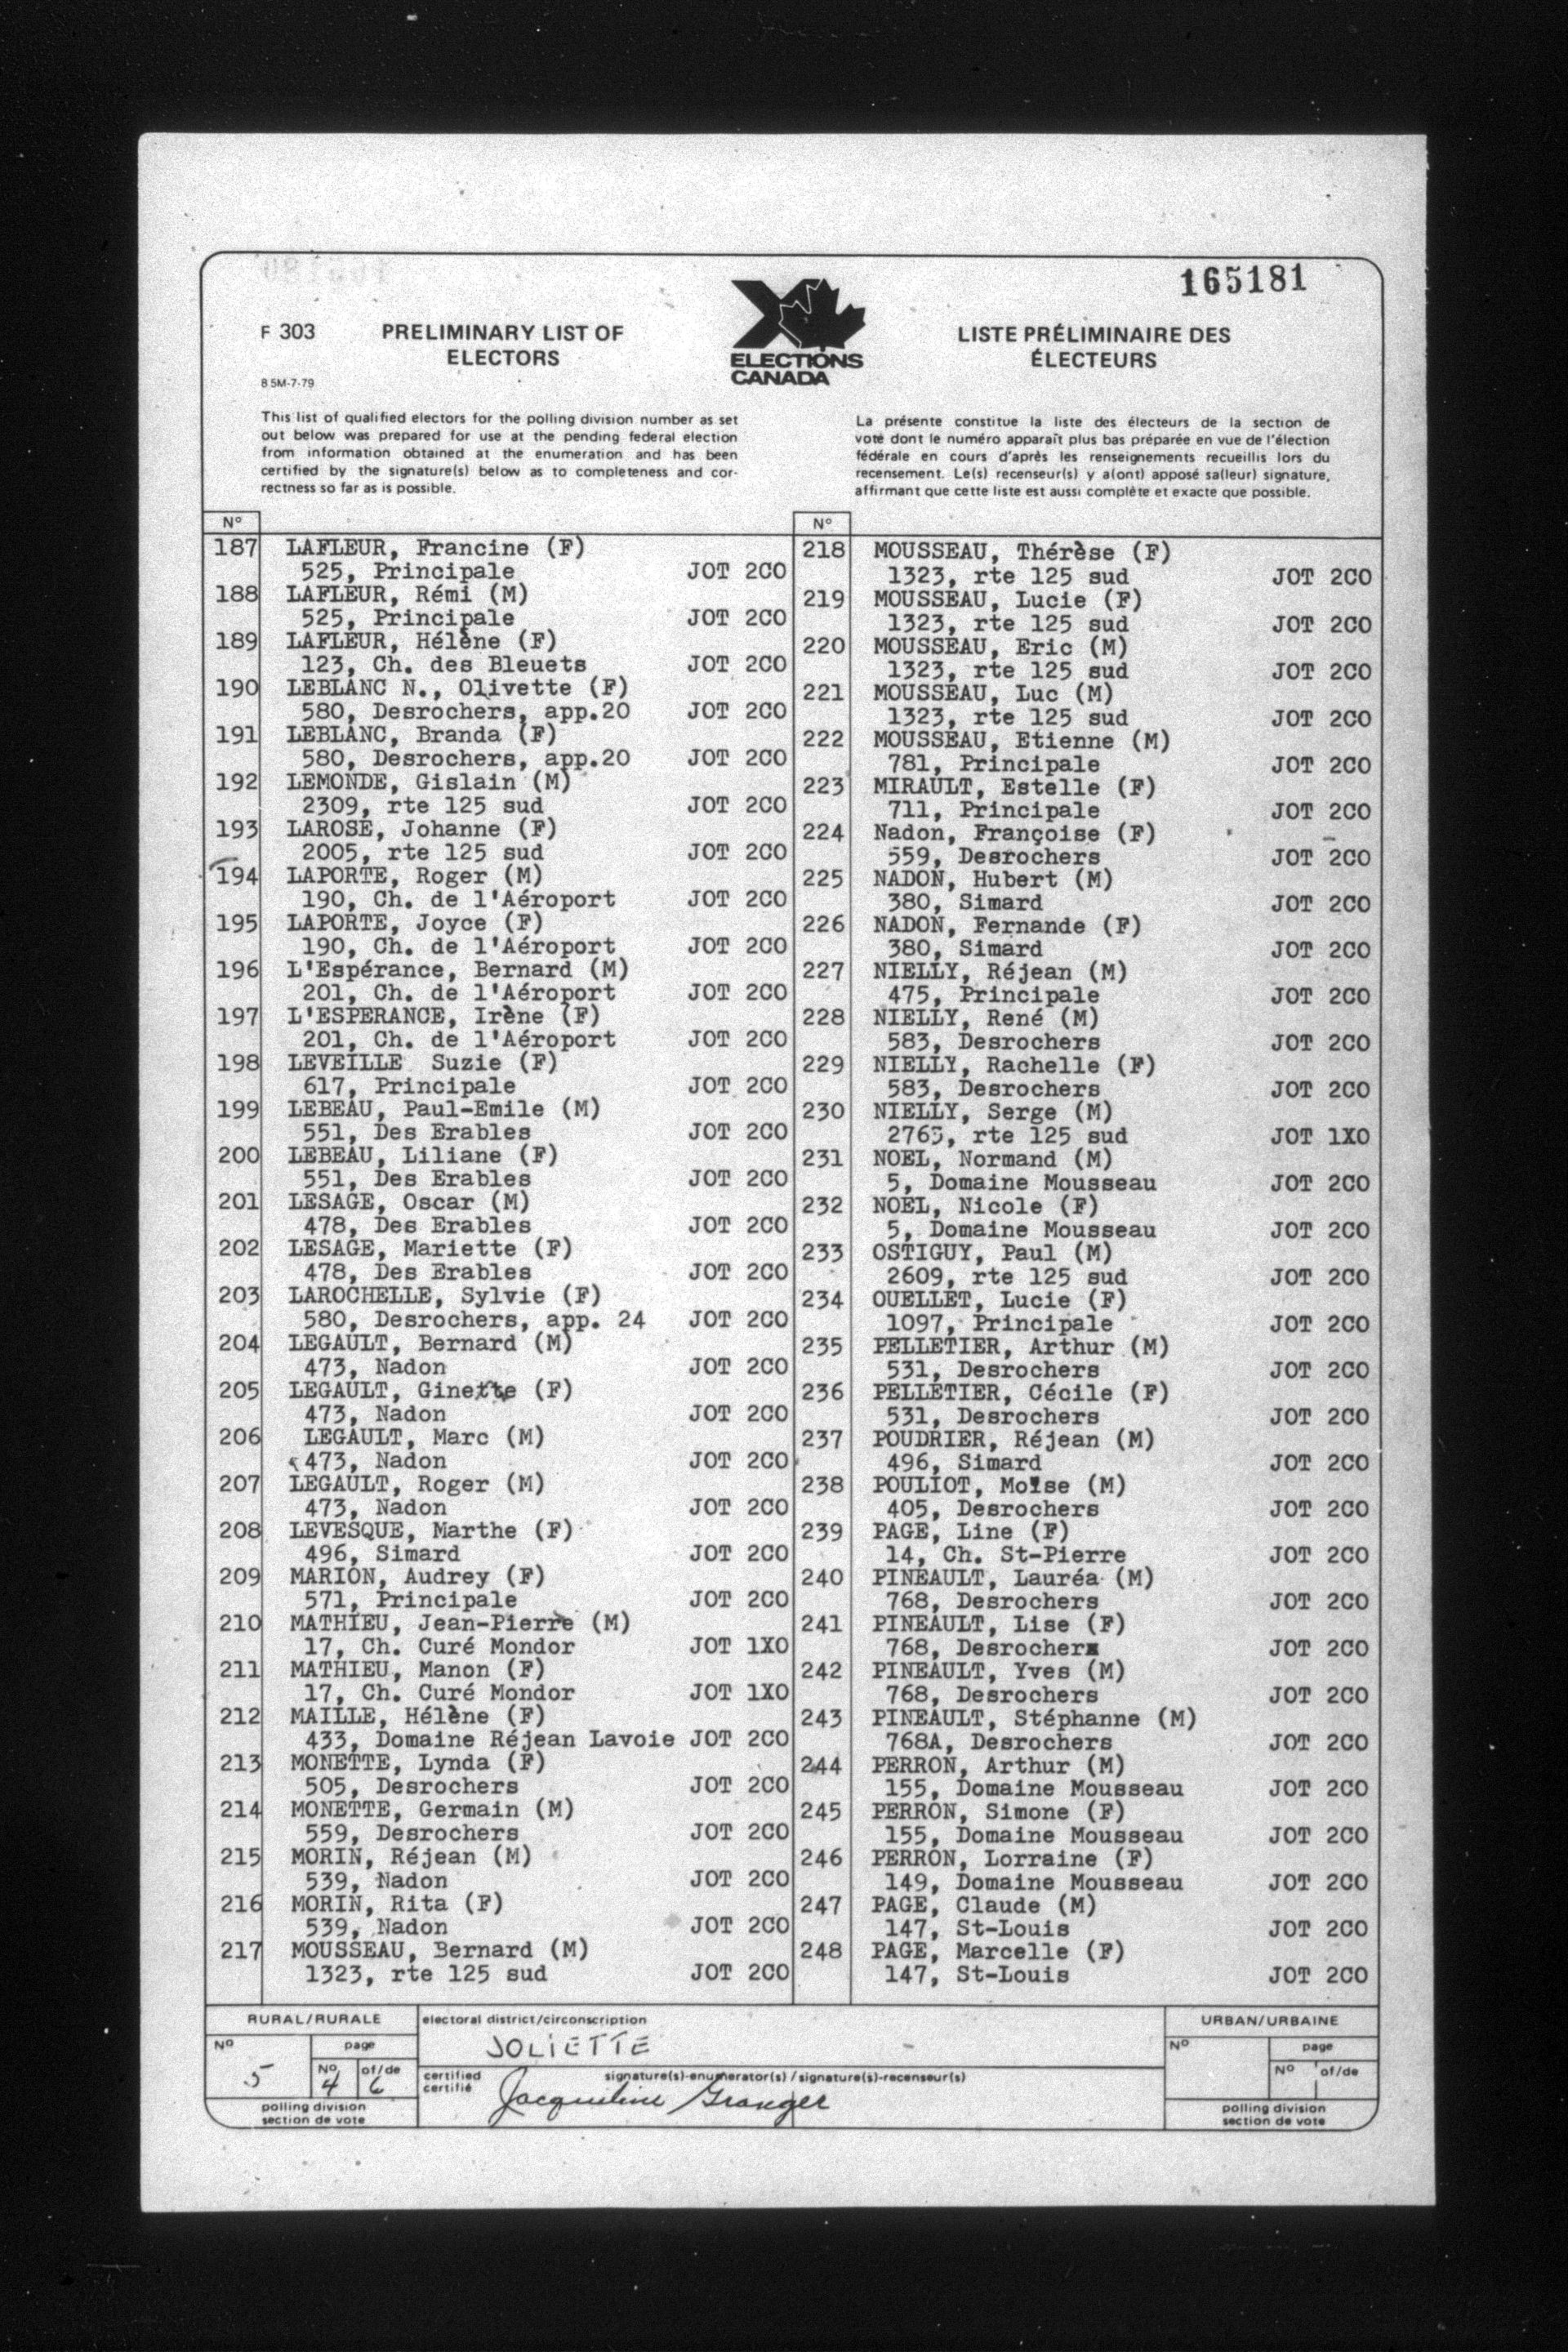 165181
F 303
PRELIMINARY LIST OF
ELECTORS
8 5M-7-79
ELECTIONS
CANADA
LISTE PRÉLIMINAIRE DES
ÉLECTEURS
This list of qualified electors for the polling division number as set
out below was prepared for use at the pending federal election
from information obtained at the enumeration and has been
certified by the signature(s) below as to completeness and cor-
rectness so far as is possible.
La présente constitue la liste des électeurs de la section de
vote dont le numéro apparaît plus bas préparée en vue de l'élection
fédérale en cours d'après les renseignements recueillis lors du
recensement. Le(s) recenseur(s) y a(ont) apposé sa(leur) signature,
affirmant que cette liste est aussi complète et exacte que possible.
Nº
187 LAFLEUR, Francine (F)
525, Principale JOT 2CO
188 LAFLEUR, Rémi (M)
525, Principale JOT 2CO
189 LAFLEUR, Hélène (F)
123, Ch. des Bleuets JOT 2CO
190 LEBLANC N., Olivette (F)
580, Desrochers, app.20 JOT 2CO
191 LEBLANC, Branda (F)
580, Desrochers, app.20 JOT 2CO
192 LEMONDE, Gislain (M)
2309, rte 125 sud JOT 2CO
193 LAROSE, Johanne (F)
2005, rte 125 sud JOT 2CO
194 LAPORTE, Roger (M)
190, Ch. de l'Aéroport JOT 2CO
195 LAPORTE, Joyce (F)
190, Ch. de l'Aéroport JOT 2CO
196 L'Espérance, Bernard (M)
201, Ch. de l'Aéroport JOT 2CO
197 L'ESPERANCE, Irène (F)
201, Ch. de l'Aéroport JOT 2CO
198 LEVEILLE Suzie (F)
617, Principale JOT 2CO
199 LEBEAU, Paul-Emile (M)
551, Des Erables JOT 2CO
200 LEBEAU, Liliane (F)
551, Des Erables JOT 2CO
201 LESAGE, Oscar (M)
478, Des Erables JOT 2CO
202 LESAGE, Mariette (F)
478, Des Erables JOT 2CO
203 LAROCHELLE, Sylvie (F)
580, Desrochers, app. 24 JOT 2CO
204 LEGAULT, Bernard (M)
473, Nadon JOT 2CO
205 LEGAULT, Ginette (F)
473, Nadon JOT 2CO
206 LEGAULT, Marc (M)
473, Nadon JOT 2CO
207 LEGAULT, Roger (M)
473, Nadon JOT 2CO
208 LEVESQUE, Marthe (F)
496, Simard JOT 2CO
209 MARION, Audrey (F)
571, Principale JOT 2CO
210 MATHIEU, Jean-Pierre (M)
17, Ch. Curé Mondor JOT 1XO
211 MATHIEU, Manon (F)
17, Ch. Curé Mondor JOT 1XO
212 MAILLE, Hélène (F)
433, Domaine Réjean Lavoie JOT 2CO
213 MONETTE, Lynda (F)
505, Desrochers JOT 2CO
214 MONETTE, Germain (M)
559, Desrochers JOT 2CO
215 MORIN, Réjean (M)
539, Nadon JOT 2CO
216 MORIN, Rita (F)
539, Nadon JOT 2CO
217 MOUSSEAU, Bernard (M)
1323, rte 125 sud JOT 2CO
Nº
218 MOUSSEAU, Thérèse (F)
1323, rte 125 sud JOT 2CO
219 MOUSSEAU, Lucie (F)
1323, rte 125 sud JOT 2CO
220 MOUSSEAU, Eric (M)
1323, rte 125 sud JOT 2CO
221 MOUSSEAU, Luc (M)
1323, rte 125 sud JOT 2CO
222 MOUSSEAU, Etienne (M)
781, Principale JOT 2CO
223 MIRAULT, Estelle (F)
711, Principale JOT 2CO
224 Nadon, Françoise (F)
559, Desrochers JOT 2CO
225 NADON, Hubert (M)
380, Simard JOT 2CO
226 NADON, Fernande (F)
380, Simard JOT 2CO
227 NIELLY, Réjean (M)
475, Principale JOT 2CO
228 NIELLY, René (M)
583, Desrochers JOT 2CO
229 NIELLY, Rachelle (F)
583, Desrochers JOT 2CO
230 NIELLY, Serge (M)
2765, rte 125 sud JOT 1XO
231 NOEL, Normand (M)
5, Domaine Mousseau JOT 2CO
232 NOEL, Nicole (F)
5, Domaine Mousseau JOT 2CO
233 OSTIGUY, Paul (M)
2609, rte 125 sud JOT 2CO
234 OUELLET, Lucie (F)
1097, Principale JOT 2CO
235 PELLETIER, Arthur (M)
531, Desrochers JOT 2CO
236 PELLETIER, Cécile (F)
531, Desrochers JOT 2CO
237 POUDRIER, Réjean (M)
496, Simard JOT 2CO
238 POULIOT, Moïse (M)
405, Desrochers JOT 2CO
239 PAGE, Line (F)
14, Ch. St-Pierre JOT 2CO
240 PINEAULT, Lauréa (M)
768, Desrochers JOT 2CO
241 PINEAULT, Lise (F)
768, Desrochers JOT 2CO
242 PINEAULT, Yves (M)
768, Desrochers JOT 2CO
243 PINEAULT, Stéphanne (M)
768A, Desrochers JOT 2CO
244 PERRON, Arthur (M)
155, Domaine Mousseau JOT 2CO
245 PERRON, Simone (F)
155, Domaine Mousseau JOT 2CO
246 PERRON, Lorraine (F)
149, Domaine Mousseau JOT 2CO
247 PAGE, Claude (M)
147, St-Louis JOT 2CO
248 PAGE, Marcelle (F)
147, St-Louis JOT 2CO
RURAL/RURALE
Nº page
5
Nº of/de
4 6
polling division
section de vote
electoral district/circonscription
JOLIETTE
certified
certifié
signature(s)-enumerator(s) / signature(s)-recenseur(s)
Jacqueline Granger
URBAN/URBAINE
Nº page
Nº of/de
polling division
section de vote